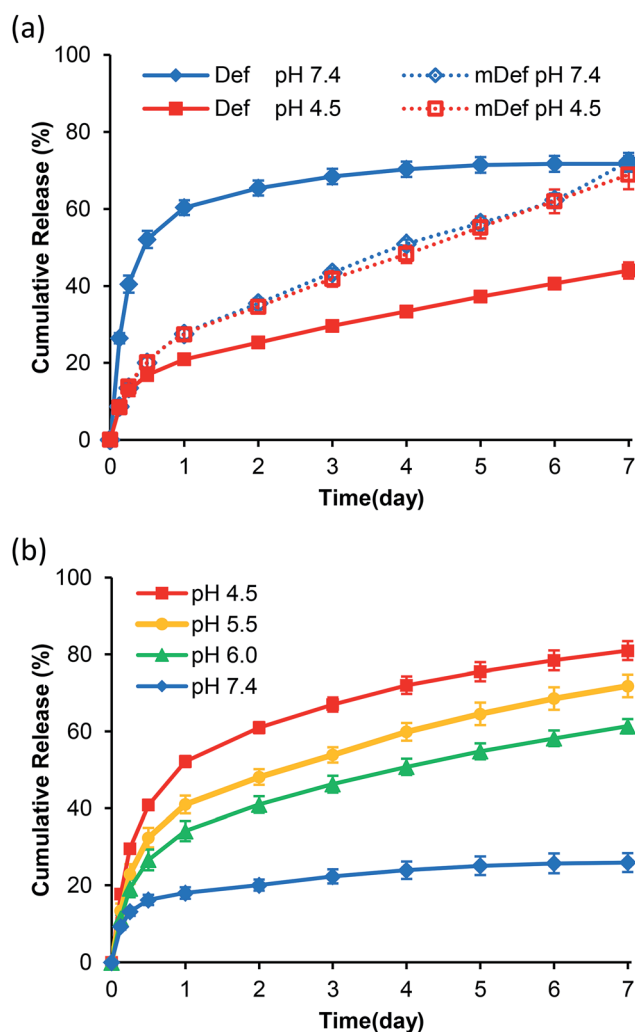 (a)
100
80
60
40
20
0
Cumulative Release (%)
Def pH 7.4
mDef pH 7.4
Def pH 4.5
mDef pH 4.5
0 1 2 3 4 5 6 7
Time(day)
(b)
100
80
60
40
20
0
Cumulative Release (%)
pH 4.5
pH 5.5
pH 6.0
pH 7.4
0 1 2 3 4 5 6 7
Time(day)